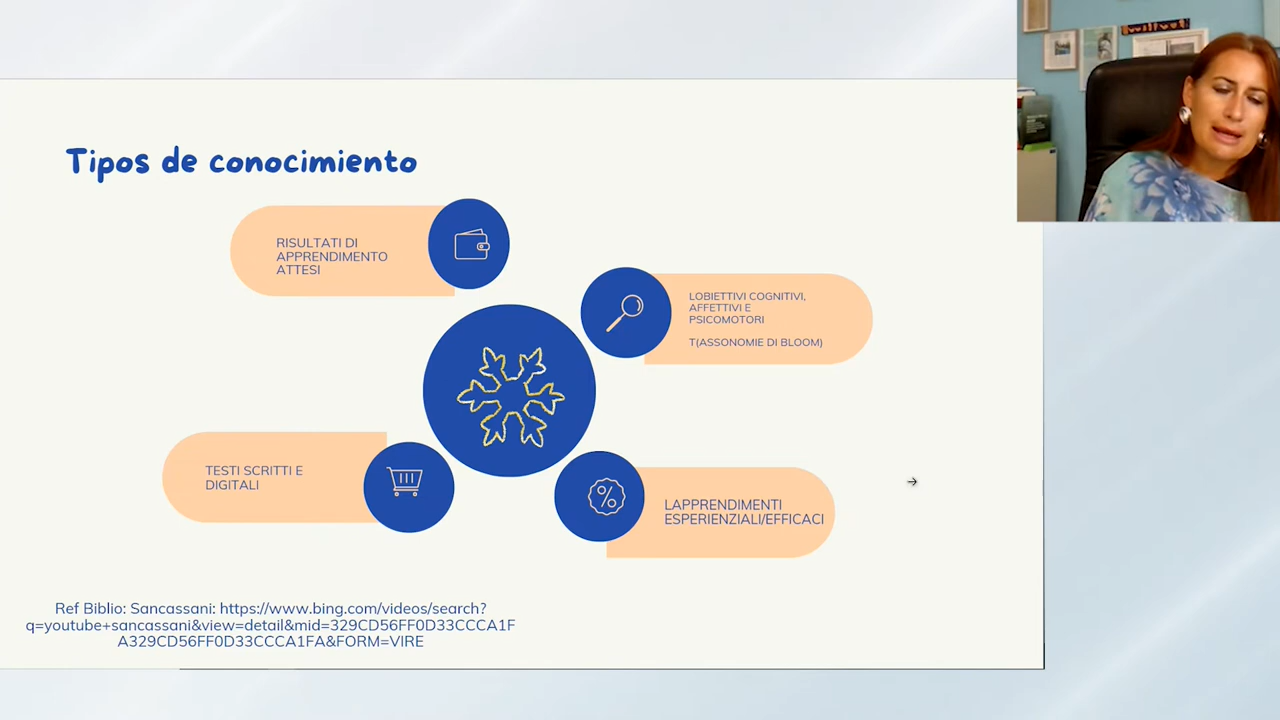 Tipos de conocimiento
RISULTATI DI
APPRENDIMENTO
ATTESI
LOBIETTIVI COGNITIVI,
AFFETTIVI E
PSICOMOTORI
T(ASSONOMIE DI BLOOM)
TESTI SCRITTI E
DIGITALI
LAPPRENDIMENTI
ESPERIENZIALI/EFFICACI
Ref Biblio: Sancassani: https://www.bing.com/videos/search?
q=youtube+sancassani&view=detail&mid=329CD56FF0D33CCCA1F
A329CD56FF0D33CCCA1FA&FORM=VIRE